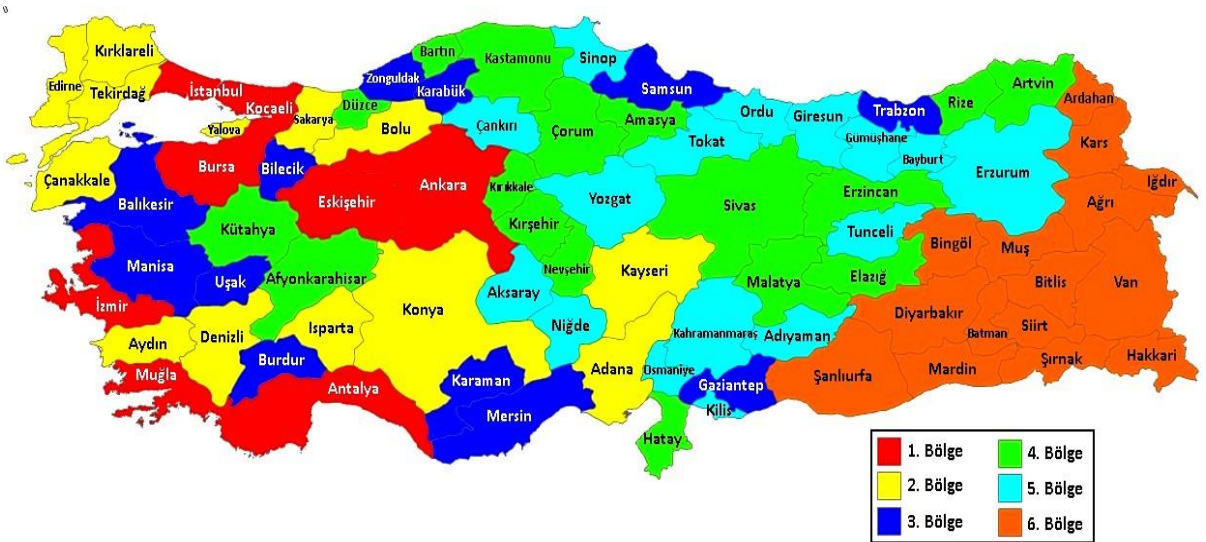 Kırklareli
Edirne
Tekirdağ
İstanbul
Kocaeli
Yalova
Sakarya
Düzce
Bolu
Zonguldak
Bartın
Karabük
Kastamonu
Sinop
Çankırı
Samsun
Çorum
Amasya
Tokat
Ordu
Giresun
Gümüşhane
Trabzon
Bayburt
Rize
Artvin
Ardahan
Kars
Iğdır
Ağrı
Erzurum
Erzincan
Çanakkale
Balıkesir
Bursa
Bilecik
Eskişehir
Ankara
Kırıkkale
Kırşehir
Yozgat
Sivas
Tunceli
Bingöl
Muş
Bitlis
Van
Kütahya
Manisa
Uşak
Afyonkarahisar
İzmir
Nevşehir
Kayseri
Aksaray
Niğde
Konya
Malatya
Elazığ
Diyarbakır
Batman
Siirt
Şırnak
Hakkari
Mardin
Şanlıurfa
Adıyaman
Kahramanmaraş
Aydın
Denizli
Isparta
Burdur
Muğla
Antalya
Karaman
Mersin
Adana
Osmaniye
Gaziantep
Kilis
Hatay
1. Bölge
2. Bölge
3. Bölge
4. Bölge
5. Bölge
6. Bölge